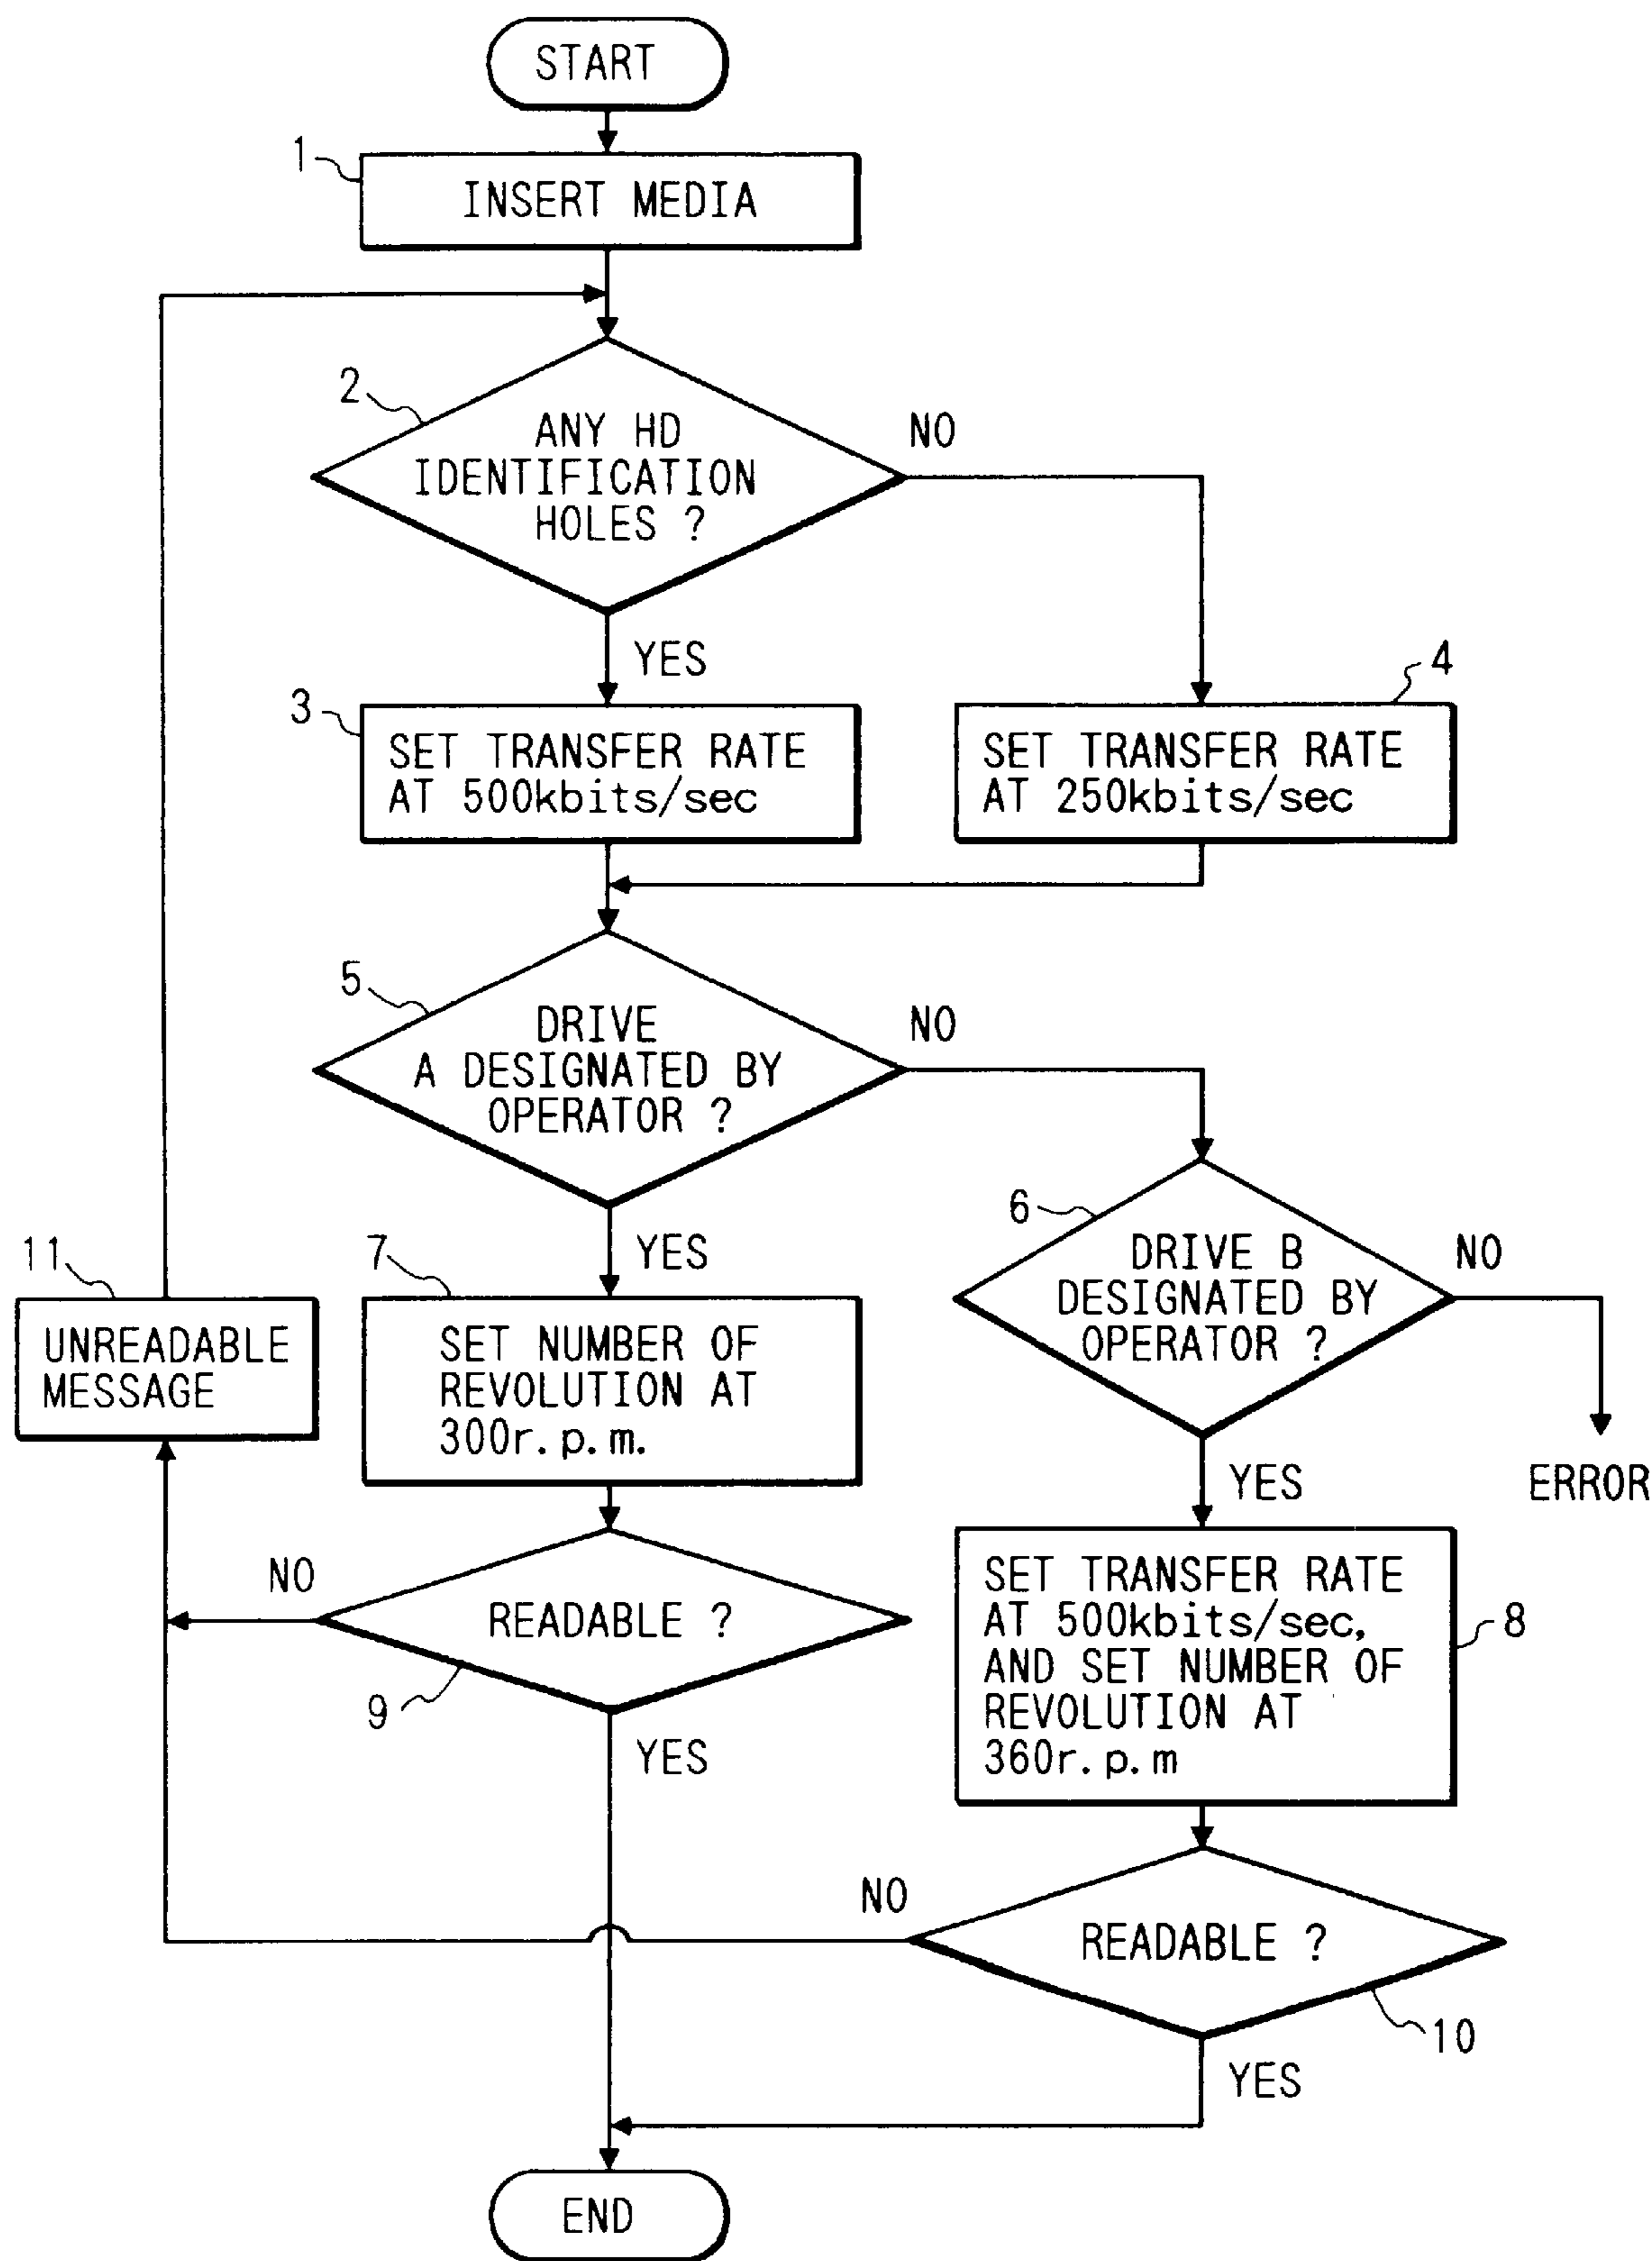 START
1
INSERT MEDIA
2
ANY HD
IDENTIFICATION
HOLES ?
NO
YES
3
SET TRANSFER RATE
AT 500kbits/sec
4
SET TRANSFER RATE
AT 250kbits/sec
5
DRIVE
A DESIGNATED BY
OPERATOR ?
NO
YES
6
DRIVE B
DESIGNATED BY
OPERATOR ?
NO
ERROR
YES
11
UNREADABLE
MESSAGE
7
SET NUMBER OF
REVOLUTION AT
300r.p.m.
NO
READABLE ?
9
YES
SET TRANSFER RATE
AT 500kbits/sec,
AND SET NUMBER OF
REVOLUTION AT
360r.p.m
8
NO
READABLE ?
10
YES
END